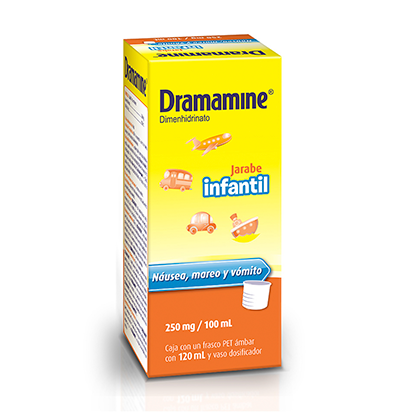 Dramamine®
Dimenhidrinato
Jarabe
infantil
Náusea, mareo y vómito
250 mg / 100 mL
Caja con un frasco PET ámbar
con 120 mL y vaso dosificador